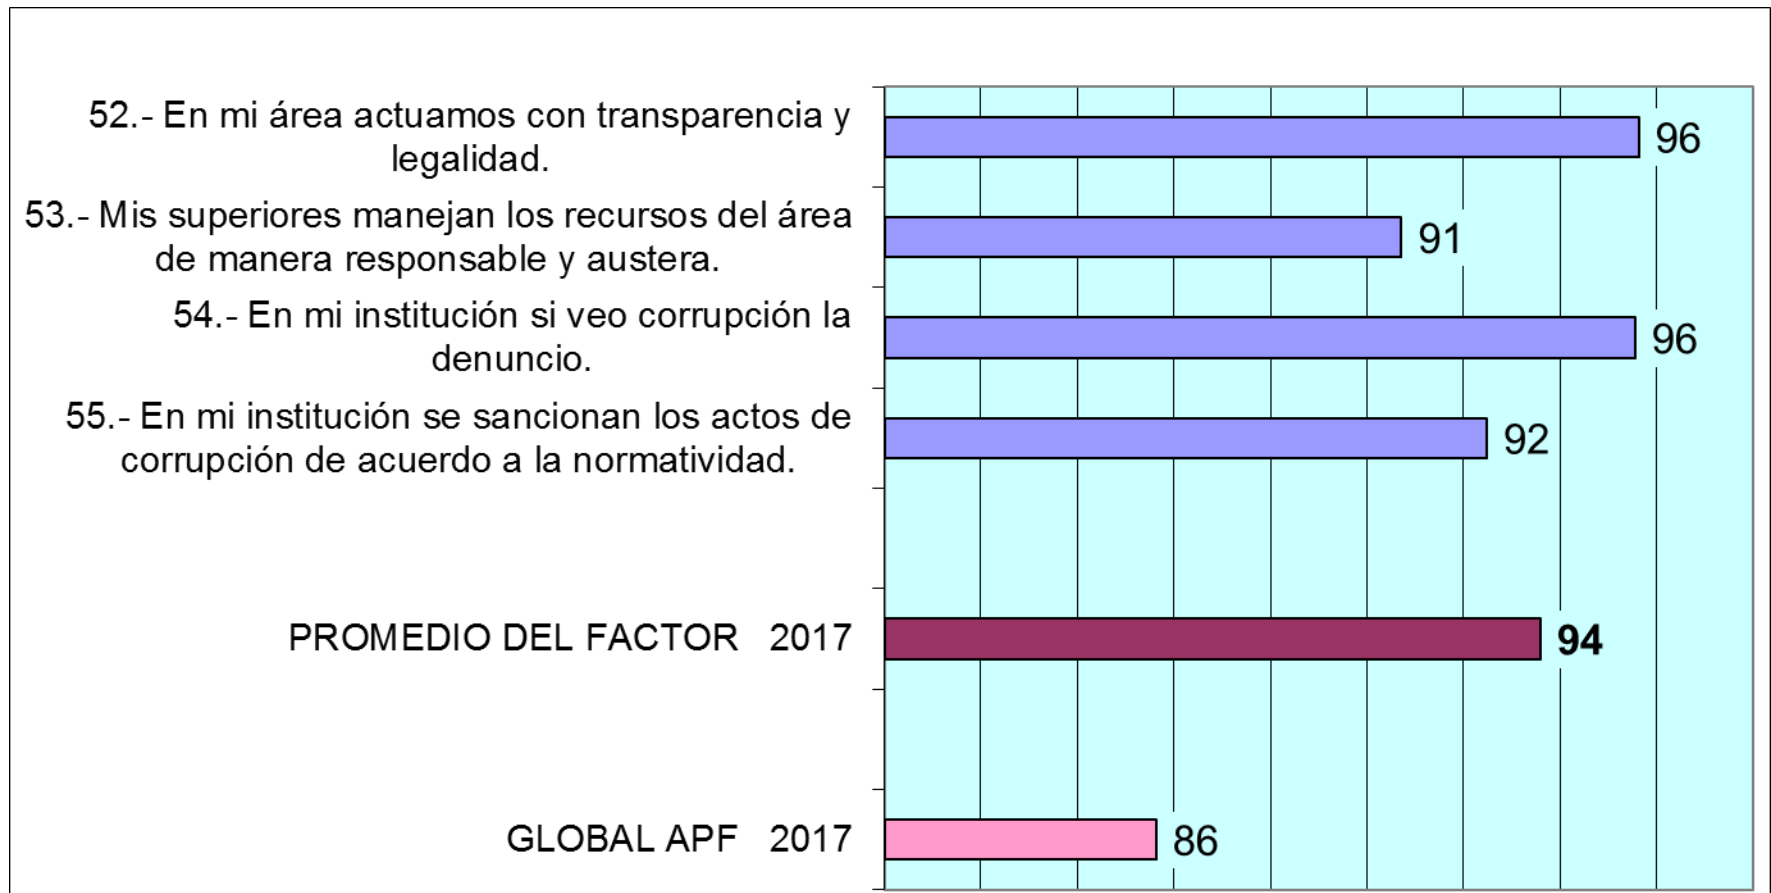 52.- En mi área actuamos con transparencia y
legalidad.
96
53.- Mis superiores manejan los recursos del área
de manera responsable y austera.
91
54.- En mi institución si veo corrupción la
denuncio.
96
55.- En mi institución se sancionan los actos de
corrupción de acuerdo a la normatividad.
92
PROMEDIO DEL FACTOR 2017
94
GLOBAL APF 2017
86